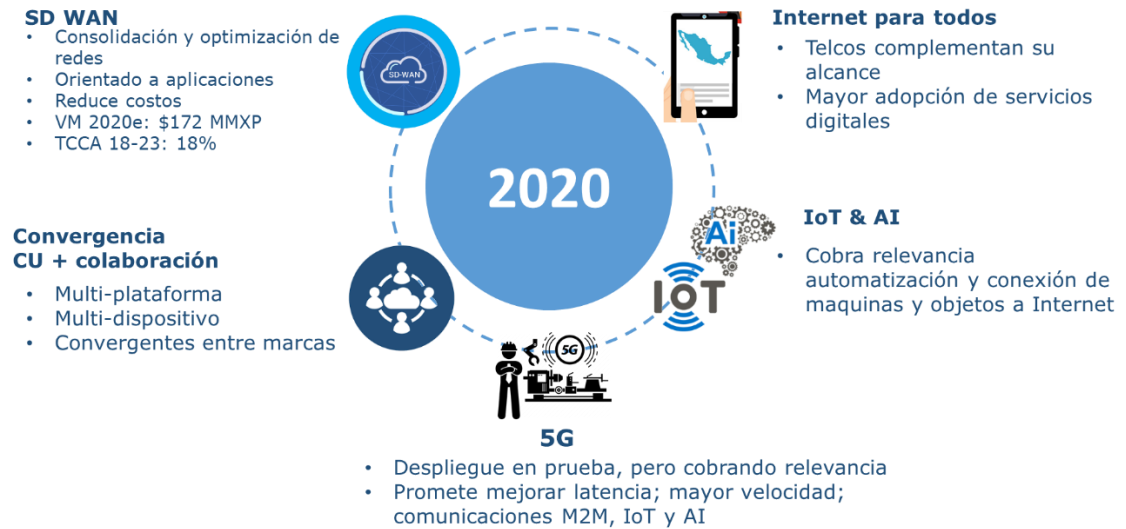 SD WAN
• Consolidación y optimización de
redes
• Orientado a aplicaciones
• Reduce costos
• VM 2020e: $172 MMXP
• TCCA 18-23: 18%
SD-WAN
Internet para todos
• Telcos complementan su
alcance
• Mayor adopción de servicios
digitales
2020
Convergencia
CU + colaboración
• Multi-plataforma
• Multi-dispositivo
• Convergentes entre marcas
Ai
IoT
IoT & AI
• Cobra relevancia
automatización y conexión de
maquinas y objetos a Internet
5G
5G
• Despliegue en prueba, pero cobrando relevancia
• Promete mejorar latencia; mayor velocidad;
comunicaciones M2M, IoT y AI